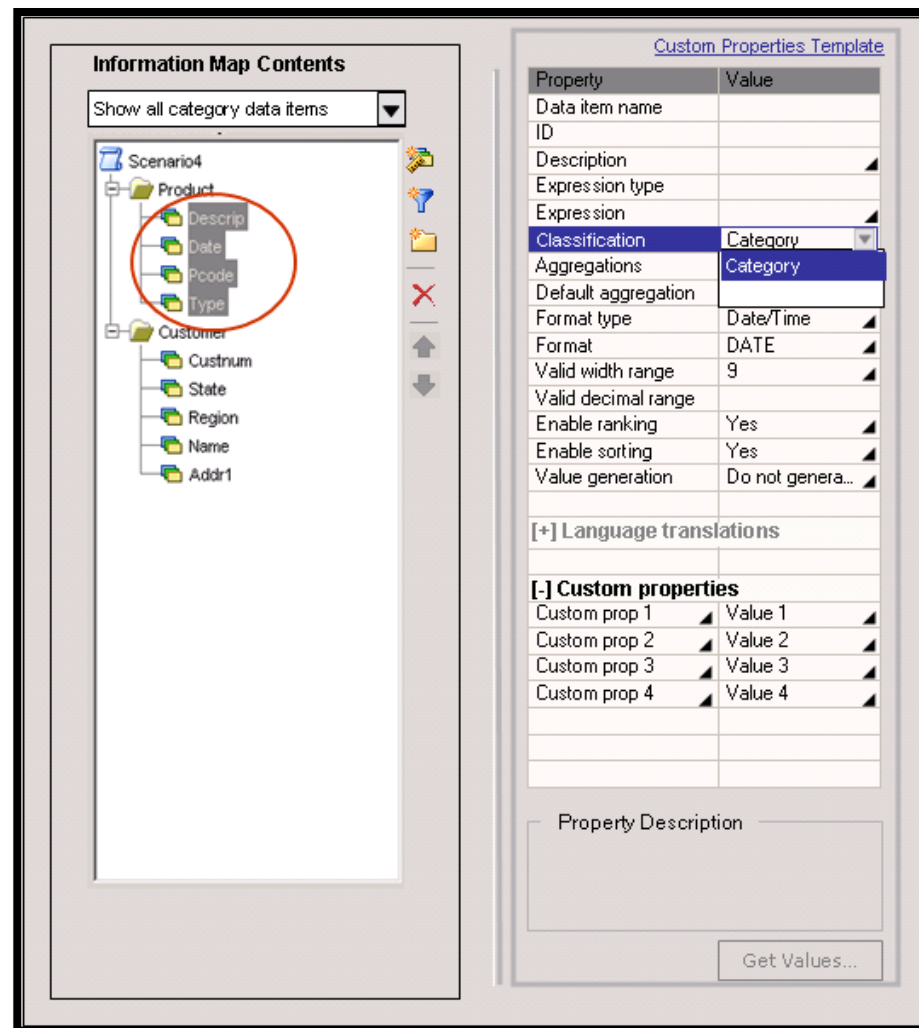 Information Map Contents
Show all category data items
Scenario4
Product
Descrip
Date
Pcode
Type
Customer
Custnum
State
Region
Name
Addr1
Custom Properties Template
Property Value
Data item name
ID
Description
Expression type
Expression
Classification Category
Aggregations Category
Default aggregation
Format type Date/Time
Format DATE
Valid width range 9
Valid decimal range
Enable ranking Yes
Enable sorting Yes
Value generation Do not genera...
[+] Language translations
[-] Custom properties
Custom prop 1 Value 1
Custom prop 2 Value 2
Custom prop 3 Value 3
Custom prop 4 Value 4
Property Description
Get Values...